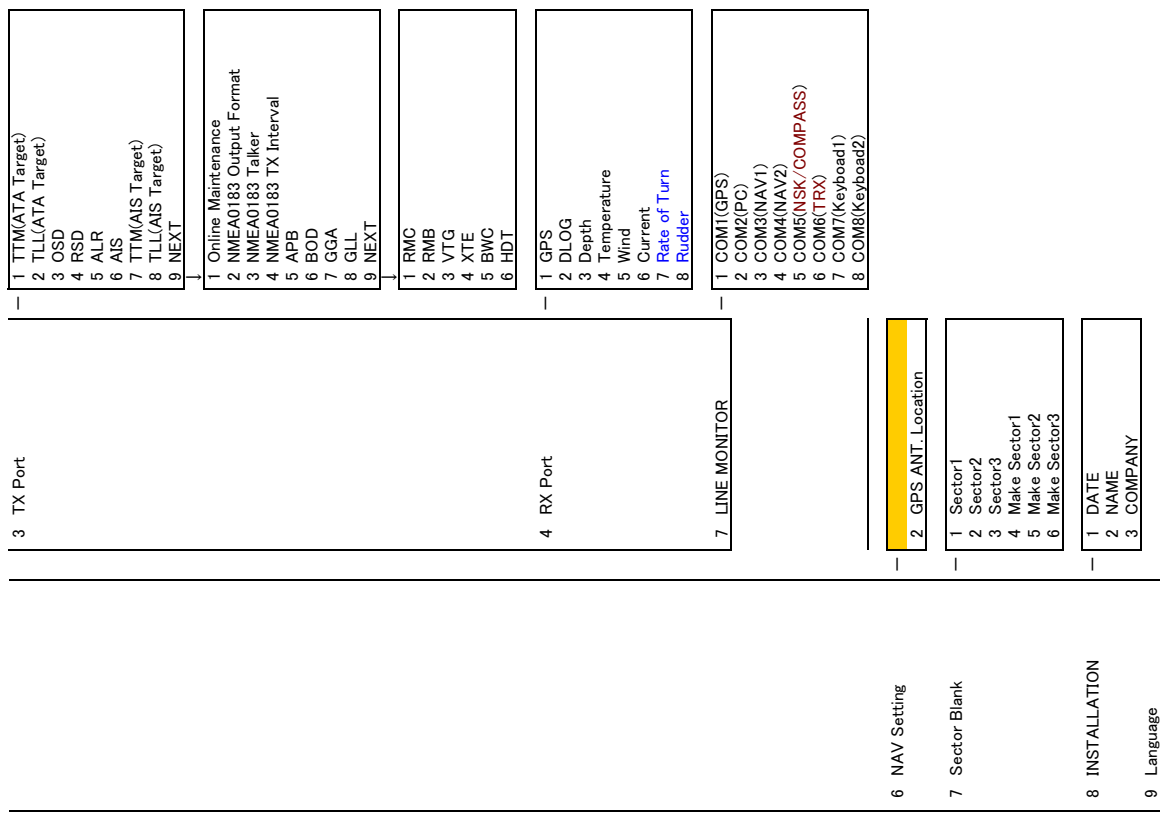 3 TX Port
1 TTM(ATA Target)
2 TLL(ATA Target)
3 OSD
4 RSD
5 ALR
6 AIS
7 TTM(AIS Target)
8 TLL(AIS Target)
9 NEXT
1 Online Maintenance
2 NMEA0183 Output Format
3 NMEA0183 Talker
4 NMEA0183 TX Interval
5 APB
6 BOD
7 GGA
8 GLL
9 NEXT
1 RMC
2 RMB
3 VTG
4 XTE
5 BWC
6 HDT
4 RX Port
1 GPS
2 DLOG
3 Depth
4 Temperature
5 Wind
6 Current
7 Rate of Turn
8 Rudder
7 LINE MONITOR
1 COM1(GPS)
2 COM2(PC)
3 COM3(NAV1)
4 COM4(NAV2)
5 COM5(NSK/COMPASS)
6 COM6(TRX)
7 COM7(Keyboad1)
8 COM8(Keyboad2)
6 NAV Setting
2 GPS ANT. Location
7 Sector Blank
1 Sector1
2 Sector2
3 Sector3
4 Make Sector1
5 Make Sector2
6 Make Sector3
8 INSTALLATION
1 DATE
2 NAME
3 COMPANY
9 Language